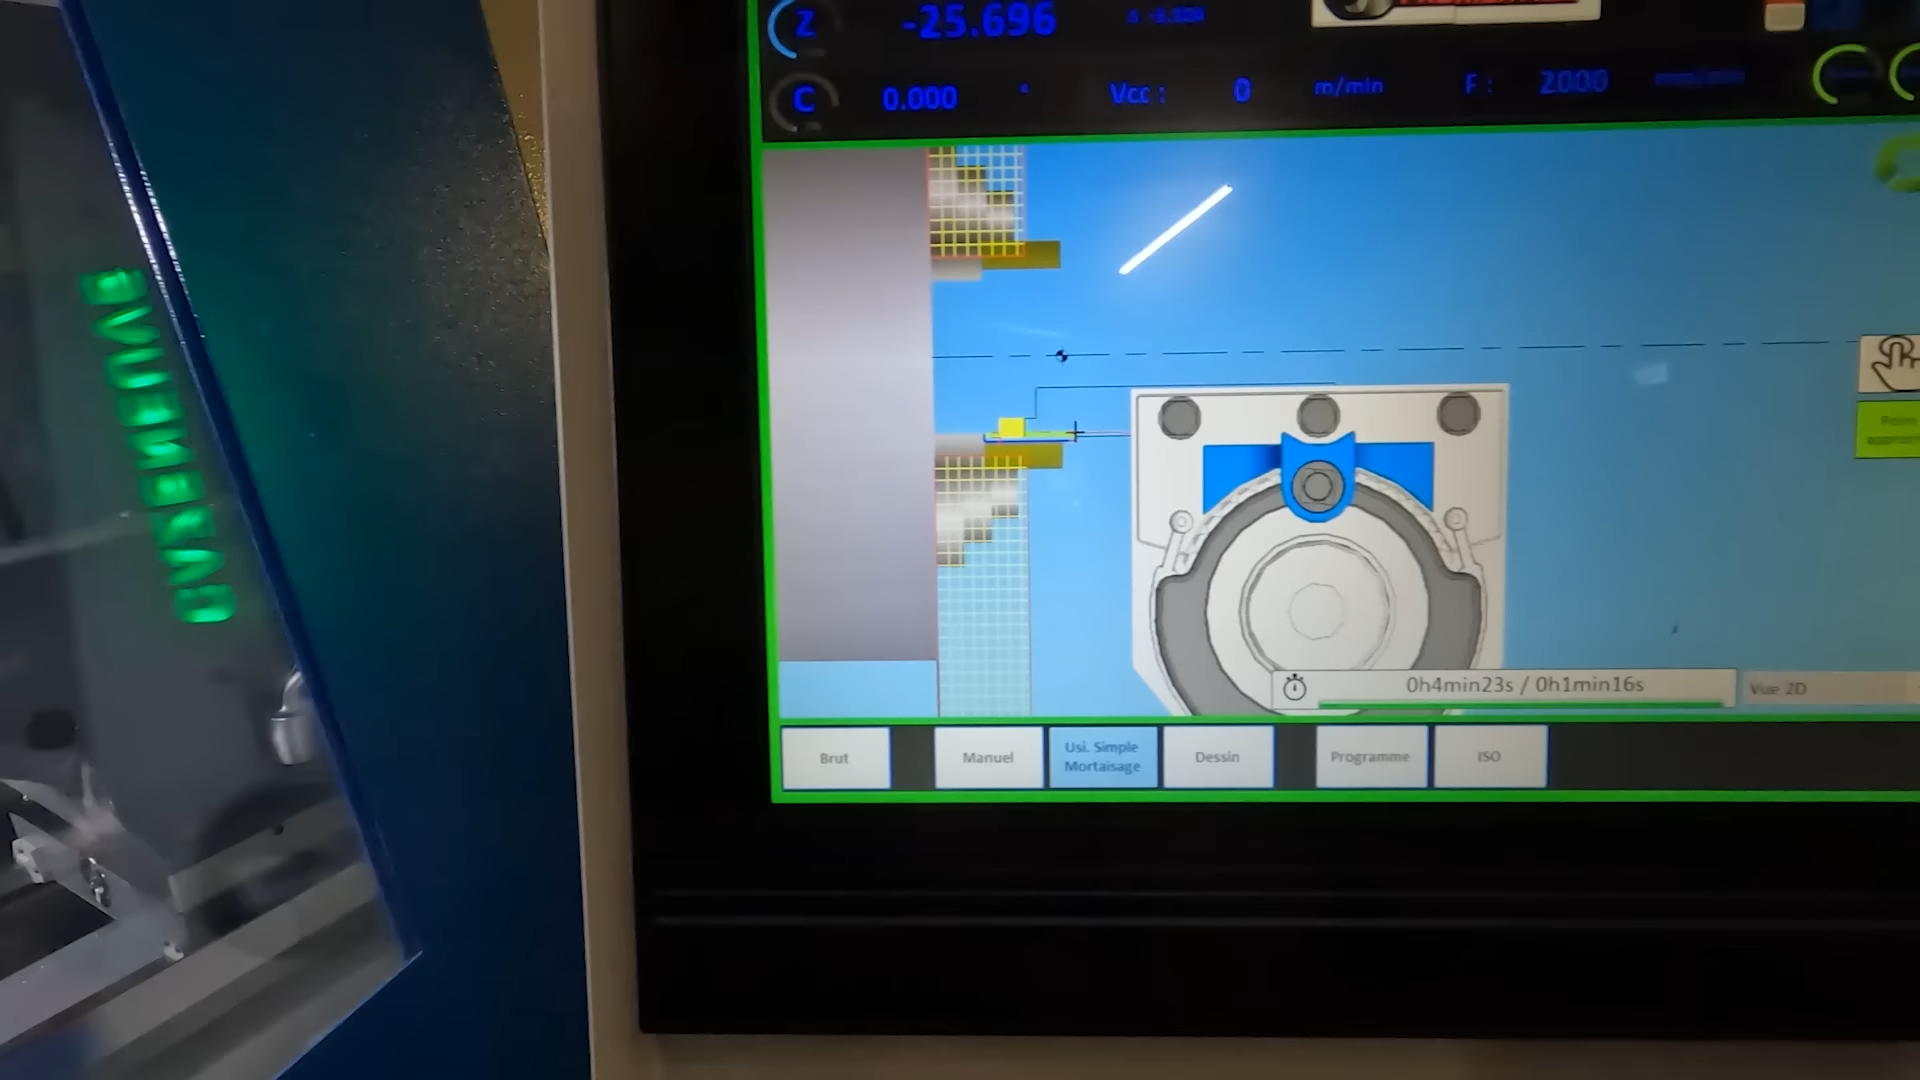 Z -25.696
C 0.000 ° Vcc : 0 m/min F : 2000
0h4min23s / 0h1min16s
Vue 2D
Brut
Manuel
Usi. Simple
Mortaisage
Dessin
Programme
ISO